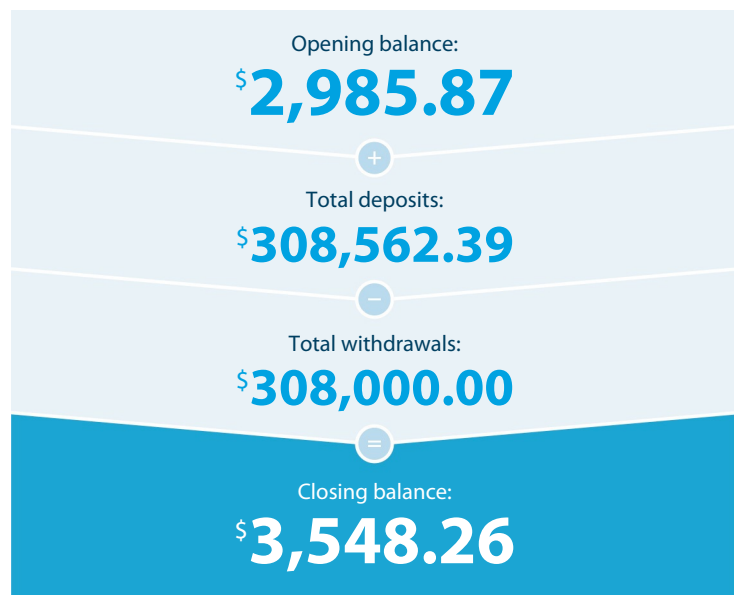 Opening balance:
$2,985.87
+
Total deposits:
$308,562.39
−
Total withdrawals:
$308,000.00
=
Closing balance:
$3,548.26